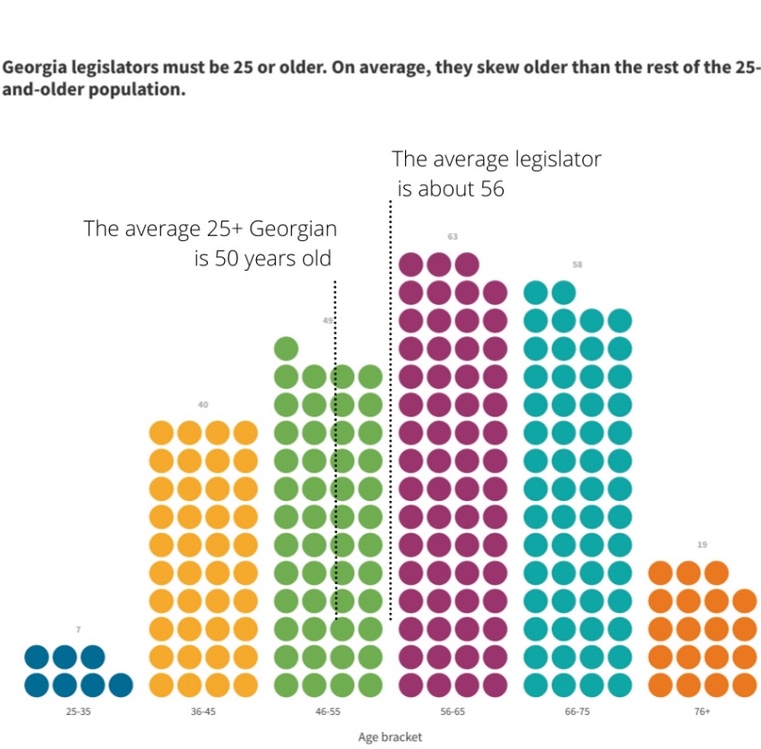 Georgia legislators must be 25 or older. On average, they skew older than the rest of the 25-
and-older population.
The average legislator
is about 56
The average 25+ Georgian
is 50 years old
63
58
49
40
19
7
25-35
36-45
46-55
56-65
66-75
76+
Age bracket